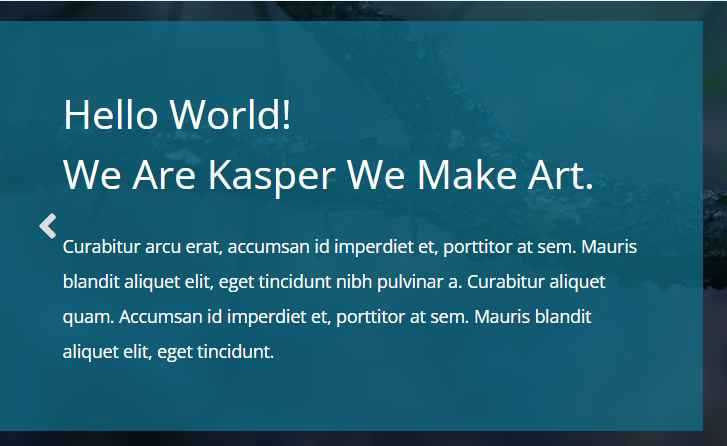 Hello World!
We Are Kasper We Make Art.
Curabitur arcu erat, accumsan id imperdiet et, porttitor at sem. Mauris
blandit aliquet elit, eget tincidunt nibh pulvinar a. Curabitur aliquet
quam. Accumsan id imperdiet et, porttitor at sem. Mauris blandit
aliquet elit, eget tincidunt.